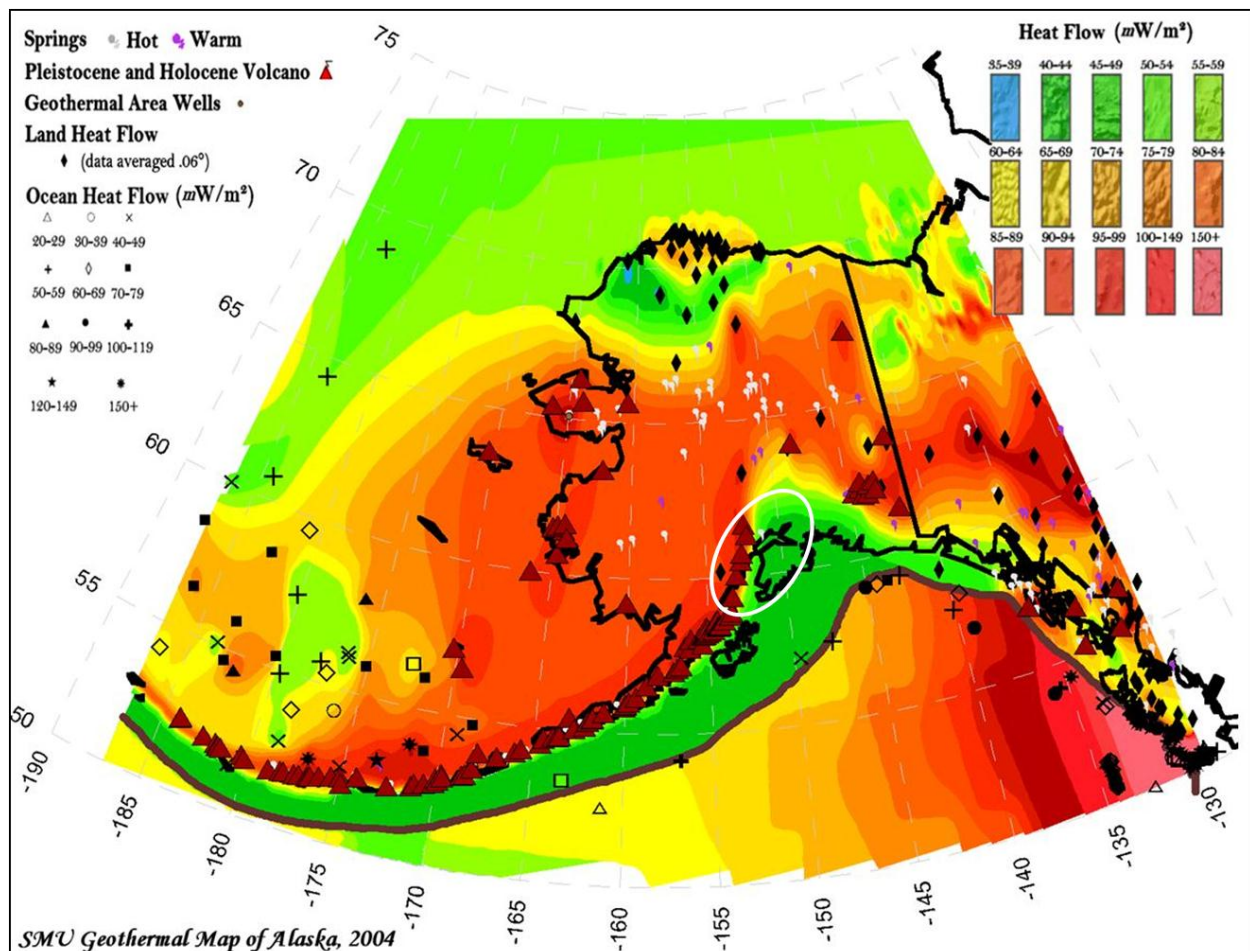 Springs Hot Warm
Pleistocene and Holocene Volcano
Geothermal Area Wells
Land Heat Flow
(data averaged .06°)
Ocean Heat Flow (mW/m²)
20-29 30-39 40-49
50-59 60-69 70-79
80-89 90-99 100-119
120-149 150+
Heat Flow (mW/m²)
35-39 40-44 45-49 50-54 55-59
60-64 65-69 70-74 75-79 80-84
85-89 90-94 95-99 100-149 150+
75
70
65
60
55
50
-190
-185
-180
-175
-170
-165
-160
-155
-150
-145
-140
-135
-130
SMU Geothermal Map of Alaska, 2004